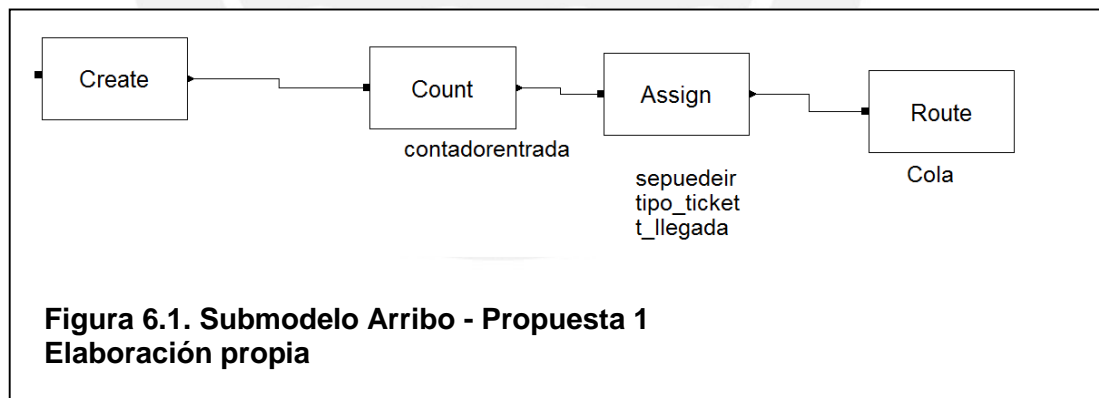 Create
Count
contadorentrada
Assign
sepuedeir
tipo_ticket
t_llegada
Route
Cola
Figura 6.1. Submodelo Arribo - Propuesta 1
Elaboración propia